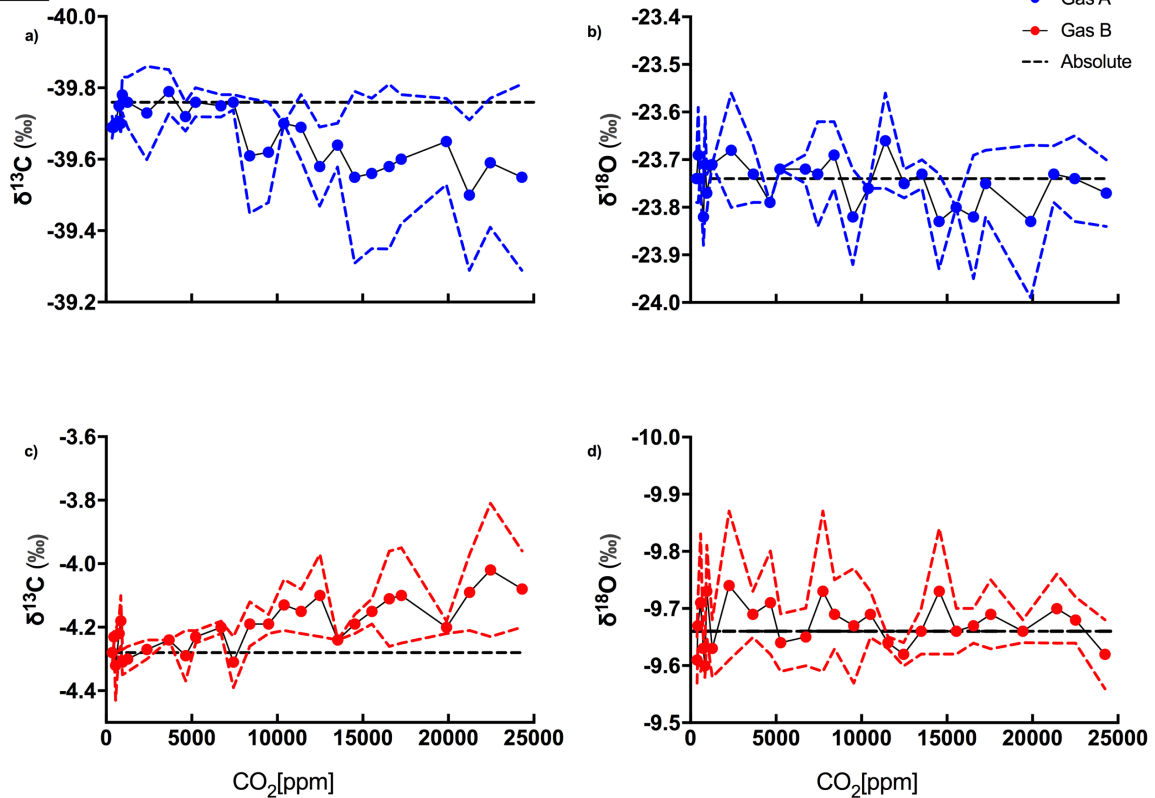 Gas A
Gas B
Absolute
a)
-40.0
-39.8
-39.6
-39.4
-39.2
δ13C (‰)
b)
-23.4
-23.5
-23.6
-23.7
-23.8
-23.9
-24.0
δ18O (‰)
c)
-3.6
-3.8
-4.0
-4.2
-4.4
δ13C (‰)
0 5000 10000 15000 20000 25000
CO2[ppm]
d)
-10.0
-9.9
-9.8
-9.7
-9.6
-9.5
δ18O (‰)
0 5000 10000 15000 20000 25000
CO2[ppm]